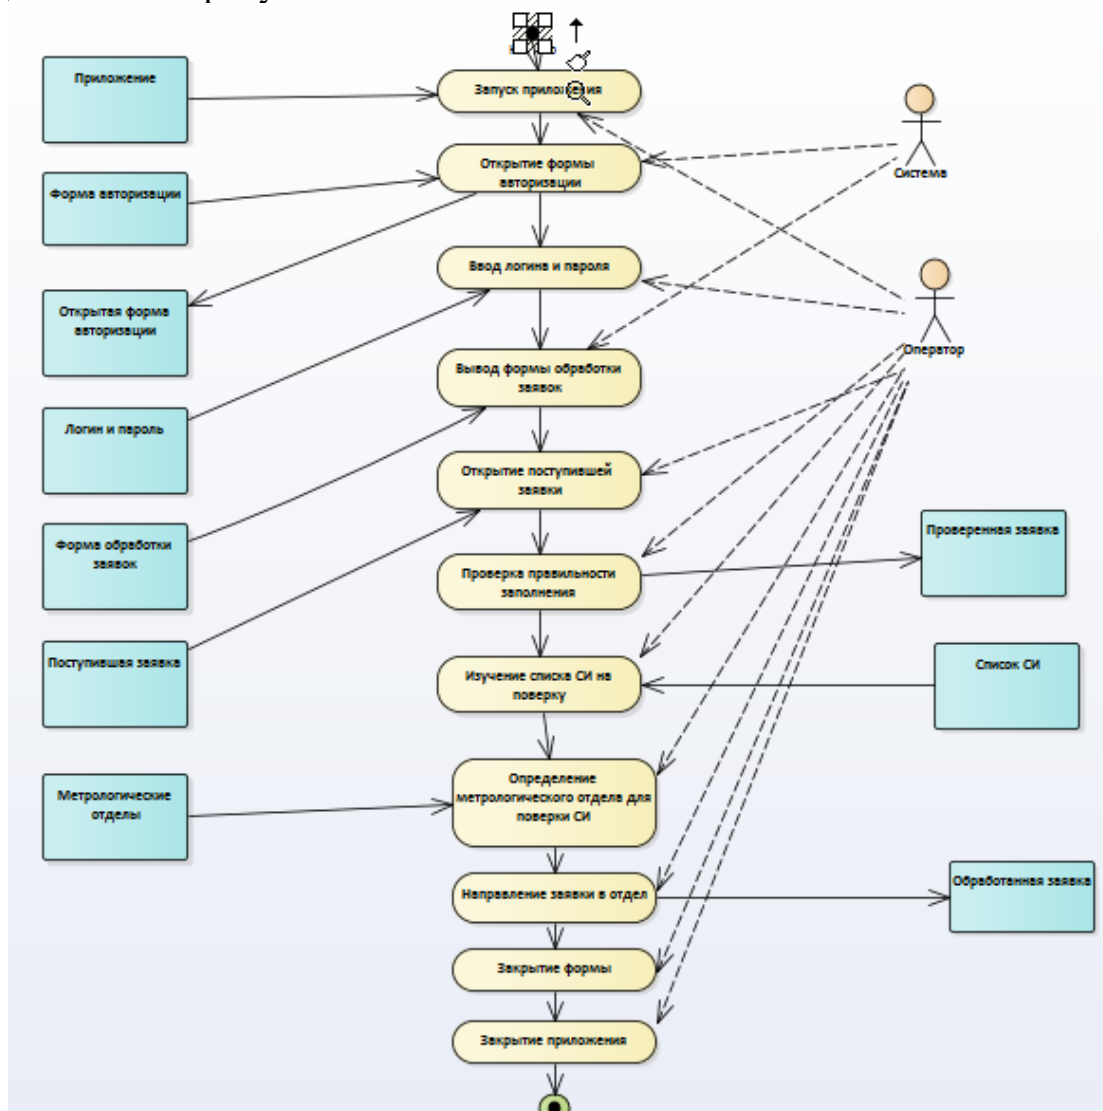 Приложение
Запуск приложения
Открытие формы
авторизации
Система
Форма авторизации
Ввод логина и пароля
Открытая форма
авторизации
Оператор
Вывод формы обработки
заявок
Логин и пароль
Открытие поступившей
заявки
Форма обработки
заявок
Проверенная заявка
Проверка правильности
заполнения
Поступившая заявка
Изучение списка СИ на
поверку
Список СИ
Метрологические
отделы
Определение
метрологического отдела для
поверки СИ
Направление заявки в отдел
Обработанная заявка
Закрытие формы
Закрытие приложения